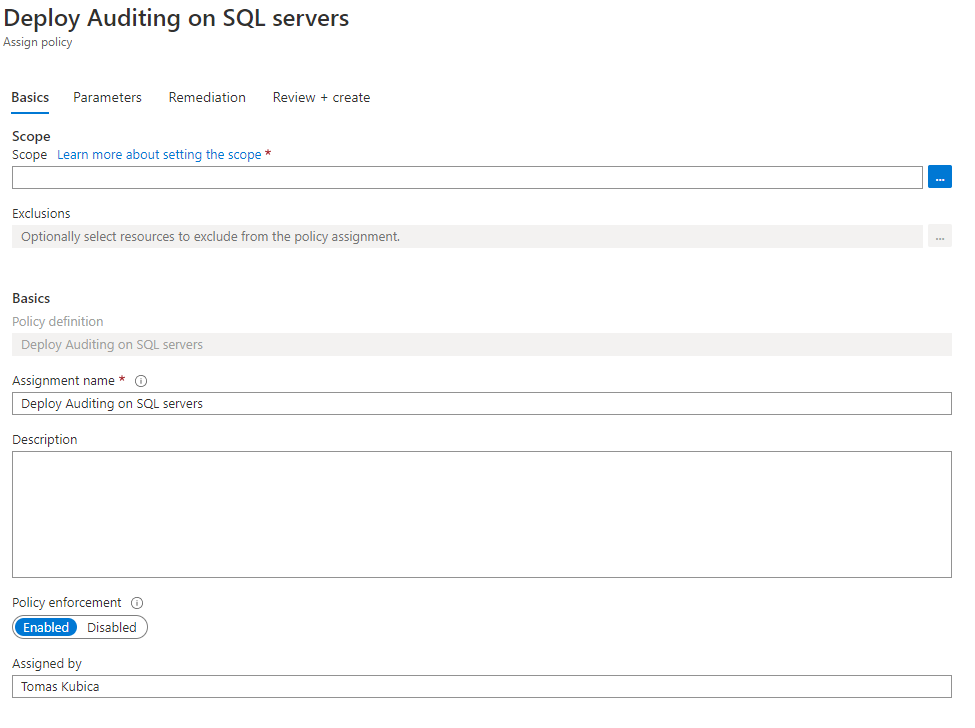 Deploy Auditing on SQL servers
Assign policy
Basics Parameters Remediation Review + create
Scope
Scope Learn more about setting the scope *
...
Exclusions
Optionally select resources to exclude from the policy assignment.
...
Basics
Policy definition
Deploy Auditing on SQL servers
Assignment name *
Deploy Auditing on SQL servers
Description
Policy enforcement
Enabled Disabled
Assigned by
Tomas Kubica